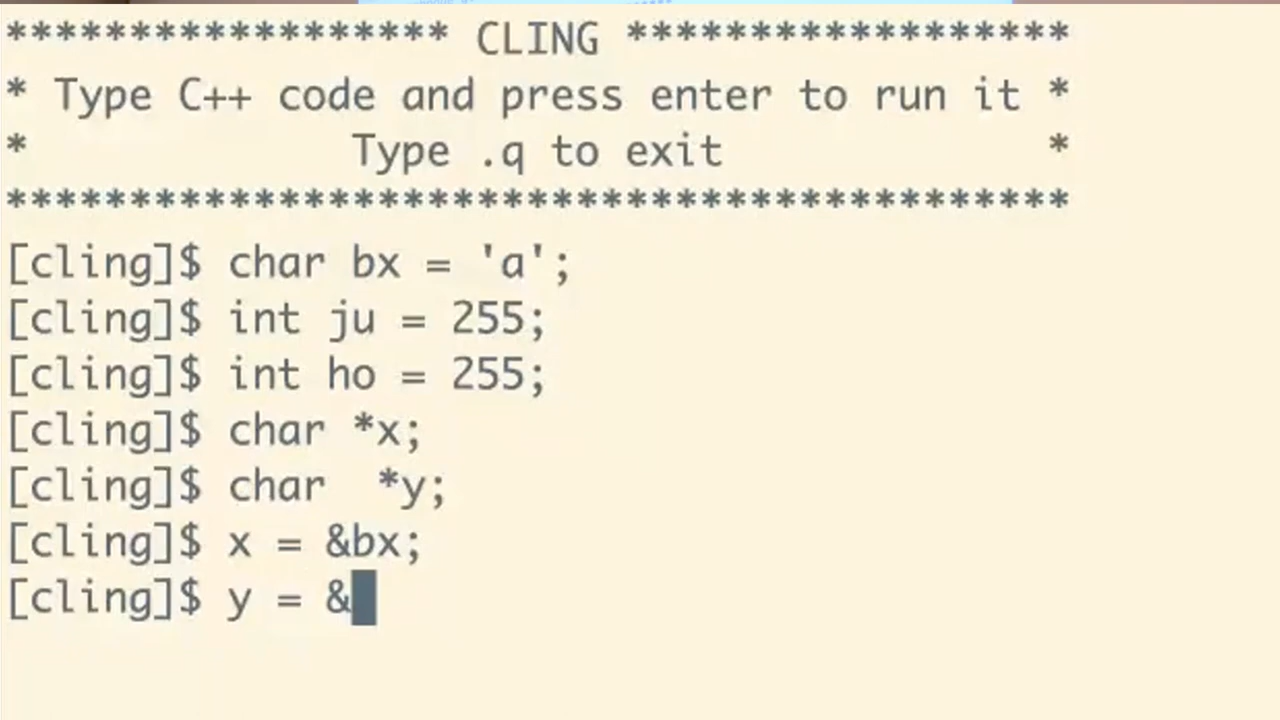 ****************** CLING ******************
* Type C++ code and press enter to run it *
* Type .q to exit *
*******************************************
[cling]$ char bx = 'a';
[cling]$ int ju = 255;
[cling]$ int ho = 255;
[cling]$ char *x;
[cling]$ char  *y;
[cling]$ x = &bx;
[cling]$ y = &